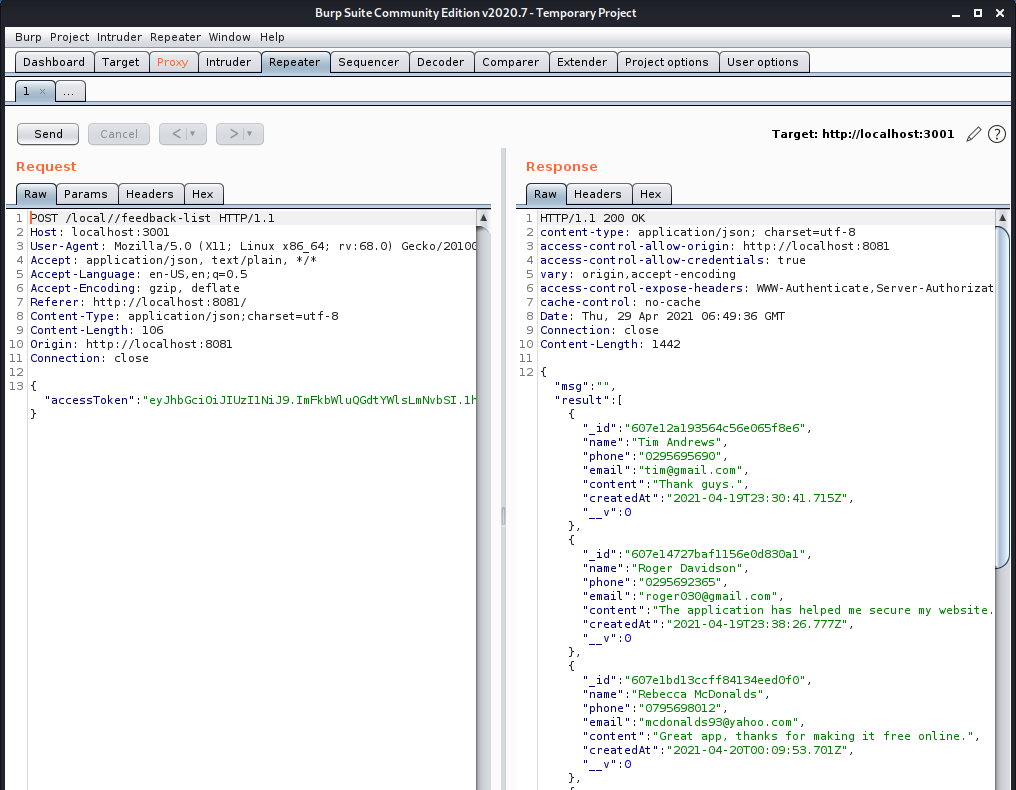 Burp Suite Community Edition v2020.7 - Temporary Project
Burp Project Intruder Repeater Window Help
Dashboard Target Proxy Intruder Repeater Sequencer Decoder Comparer Extender Project options User options
1 × ...
Send Cancel < > Target: http://localhost:3001 ?
Request
Raw Params Headers Hex
1 POST /local//feedback-list HTTP/1.1
2 Host: localhost:3001
3 User-Agent: Mozilla/5.0 (X11; Linux x86_64; rv:68.0) Gecko/20100
4 Accept: application/json, text/plain, */*
5 Accept-Language: en-US,en;q=0.5
6 Accept-Encoding: gzip, deflate
7 Referer: http://localhost:8081/
8 Content-Type: application/json;charset=utf-8
9 Content-Length: 106
10 Origin: http://localhost:8081
11 Connection: close
12
13 {
"accessToken":"eyJhbGciOiJIUzI1NiJ9.ImFkbWluQGdtYWlsLmNvbSI.1h
}
Response
Raw Headers Hex
1 HTTP/1.1 200 OK
2 content-type: application/json; charset=utf-8
3 access-control-allow-origin: http://localhost:8081
4 access-control-allow-credentials: true
5 vary: origin,accept-encoding
6 access-control-expose-headers: WWW-Authenticate,Server-Authorizat
7 cache-control: no-cache
8 Date: Thu, 29 Apr 2021 06:49:36 GMT
9 Connection: close
10 Content-Length: 1442
11
12 {
"msg":"",
"result":[
{
"_id":"607e12a193564c56e065f8e6",
"name":"Tim Andrews",
"phone":"0295695690",
"email":"tim@gmail.com",
"content":"Thank guys.",
"createdAt":"2021-04-19T23:30:41.715Z",
"__v":0
},
{
"_id":"607e14727baf1156e0d830a1",
"name":"Roger Davidson",
"phone":"0295692365",
"email":"roger030@gmail.com",
"content":"The application has helped me secure my website.
"createdAt":"2021-04-19T23:38:26.777Z",
"__v":0
},
{
"_id":"607e1bd13ccff84134eed0f0",
"name":"Rebecca McDonalds",
"phone":"0795698012",
"email":"mcdonalds93@yahoo.com",
"content":"Great app, thanks for making it free online.",
"createdAt":"2021-04-20T00:09:53.701Z",
"__v":0
},